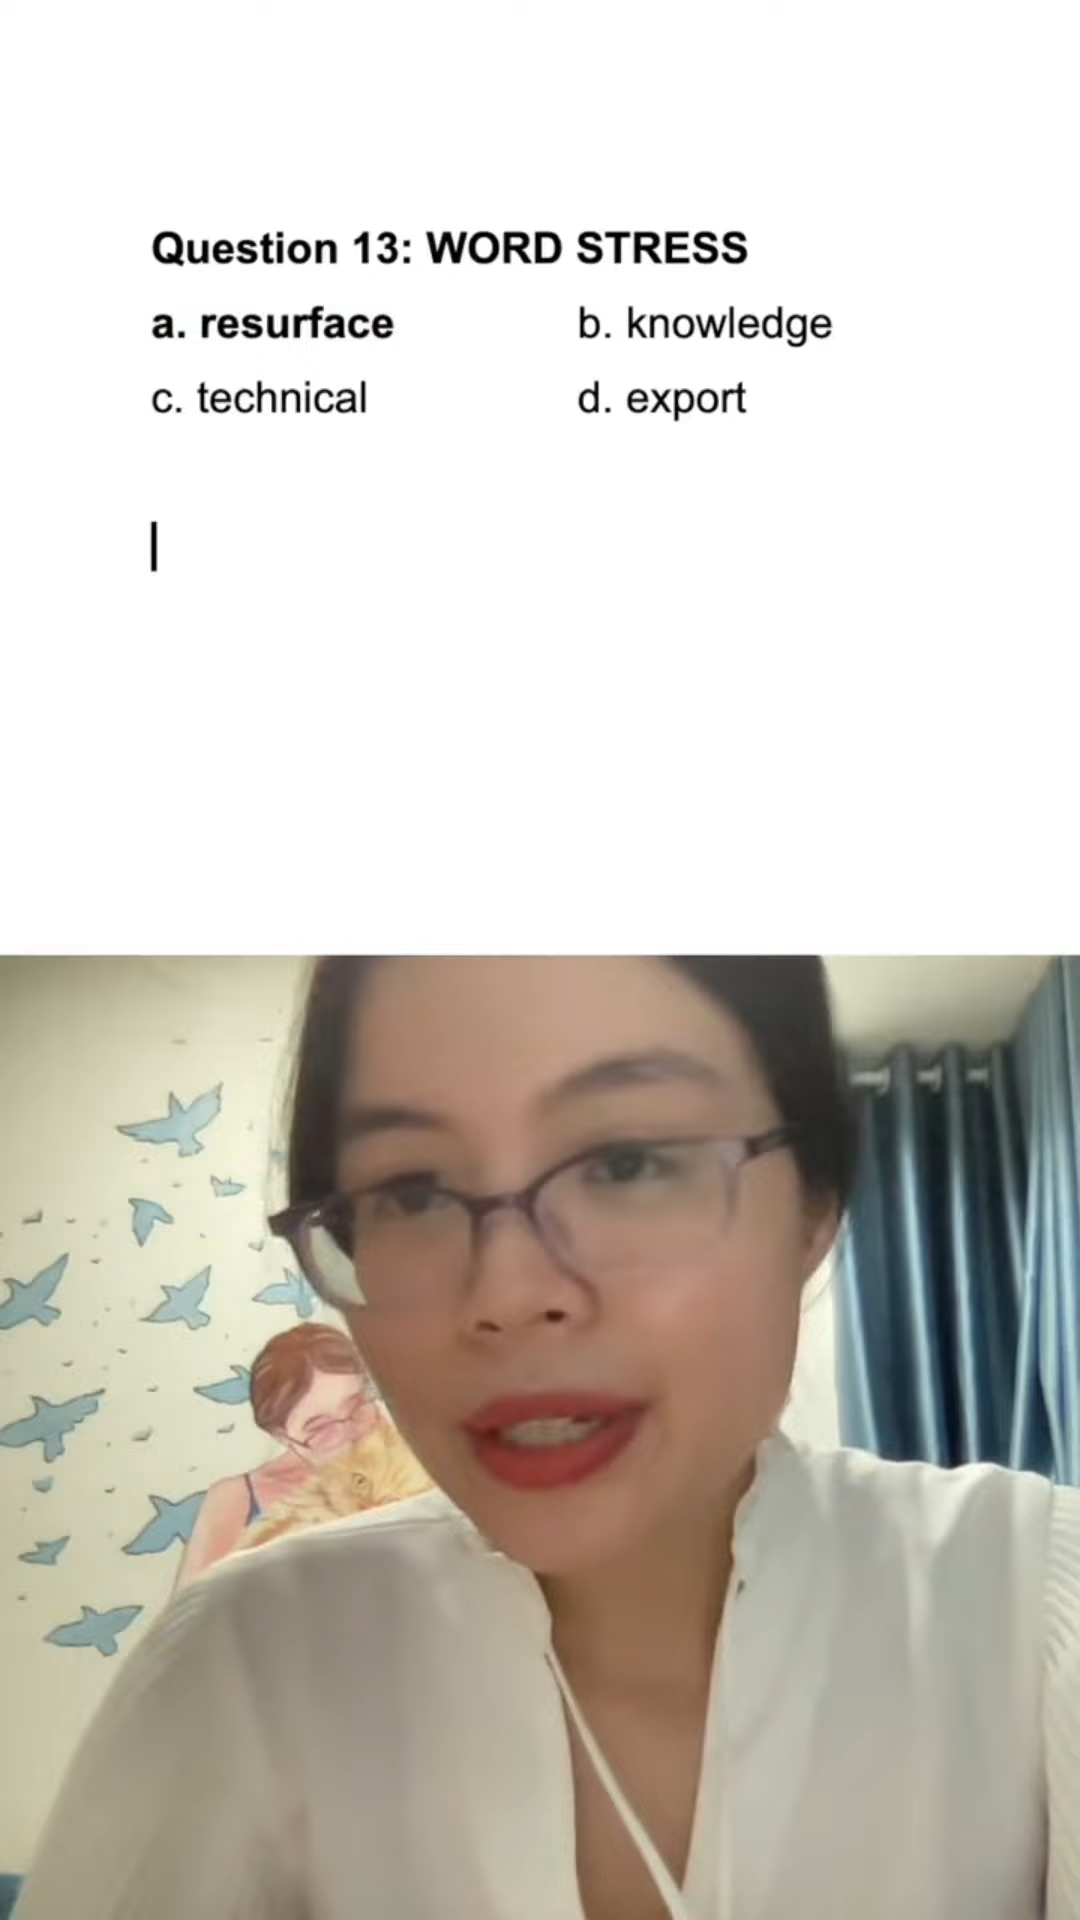 Question 13: WORD STRESS
a. resurface b. knowledge
c. technical d. export